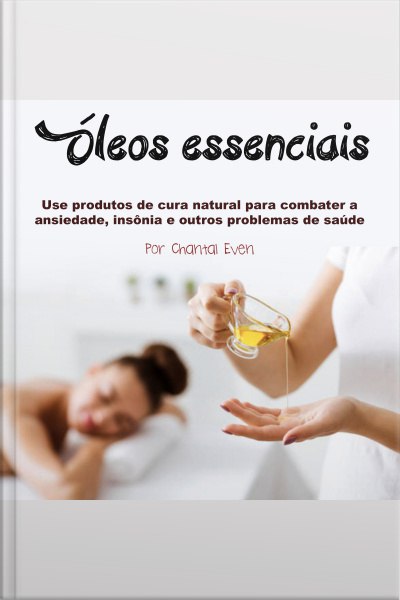 Óleos essenciais
Use produtos de cura natural para combater a
ansiedade, insônia e outros problemas de saúde
Por Chantal Even